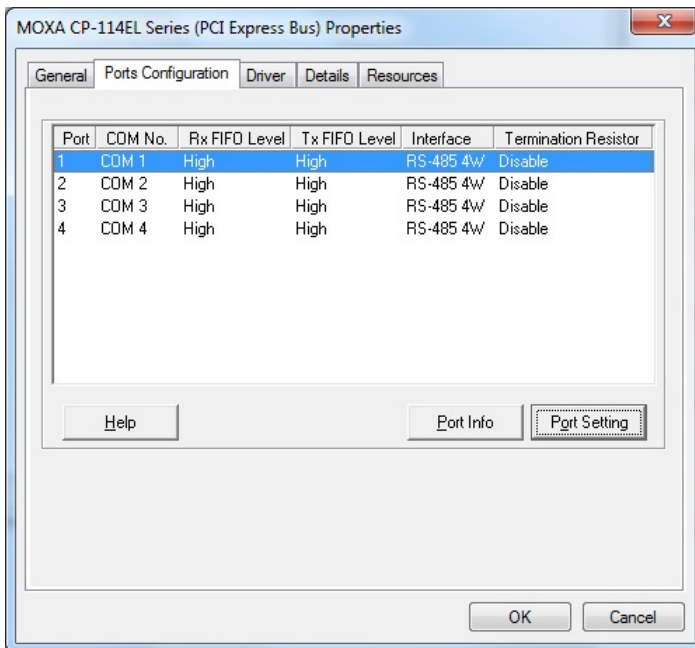 MOXA CP-114EL Series (PCI Express Bus) Properties
General Ports Configuration Driver Details Resources
Port COM No. Rx FIFO Level Tx FIFO Level Interface Termination Resistor
1 COM 1 High High RS-485 4W Disable
2 COM 2 High High RS-485 4W Disable
3 COM 3 High High RS-485 4W Disable
4 COM 4 High High RS-485 4W Disable
Help Port Info Port Setting
OK Cancel